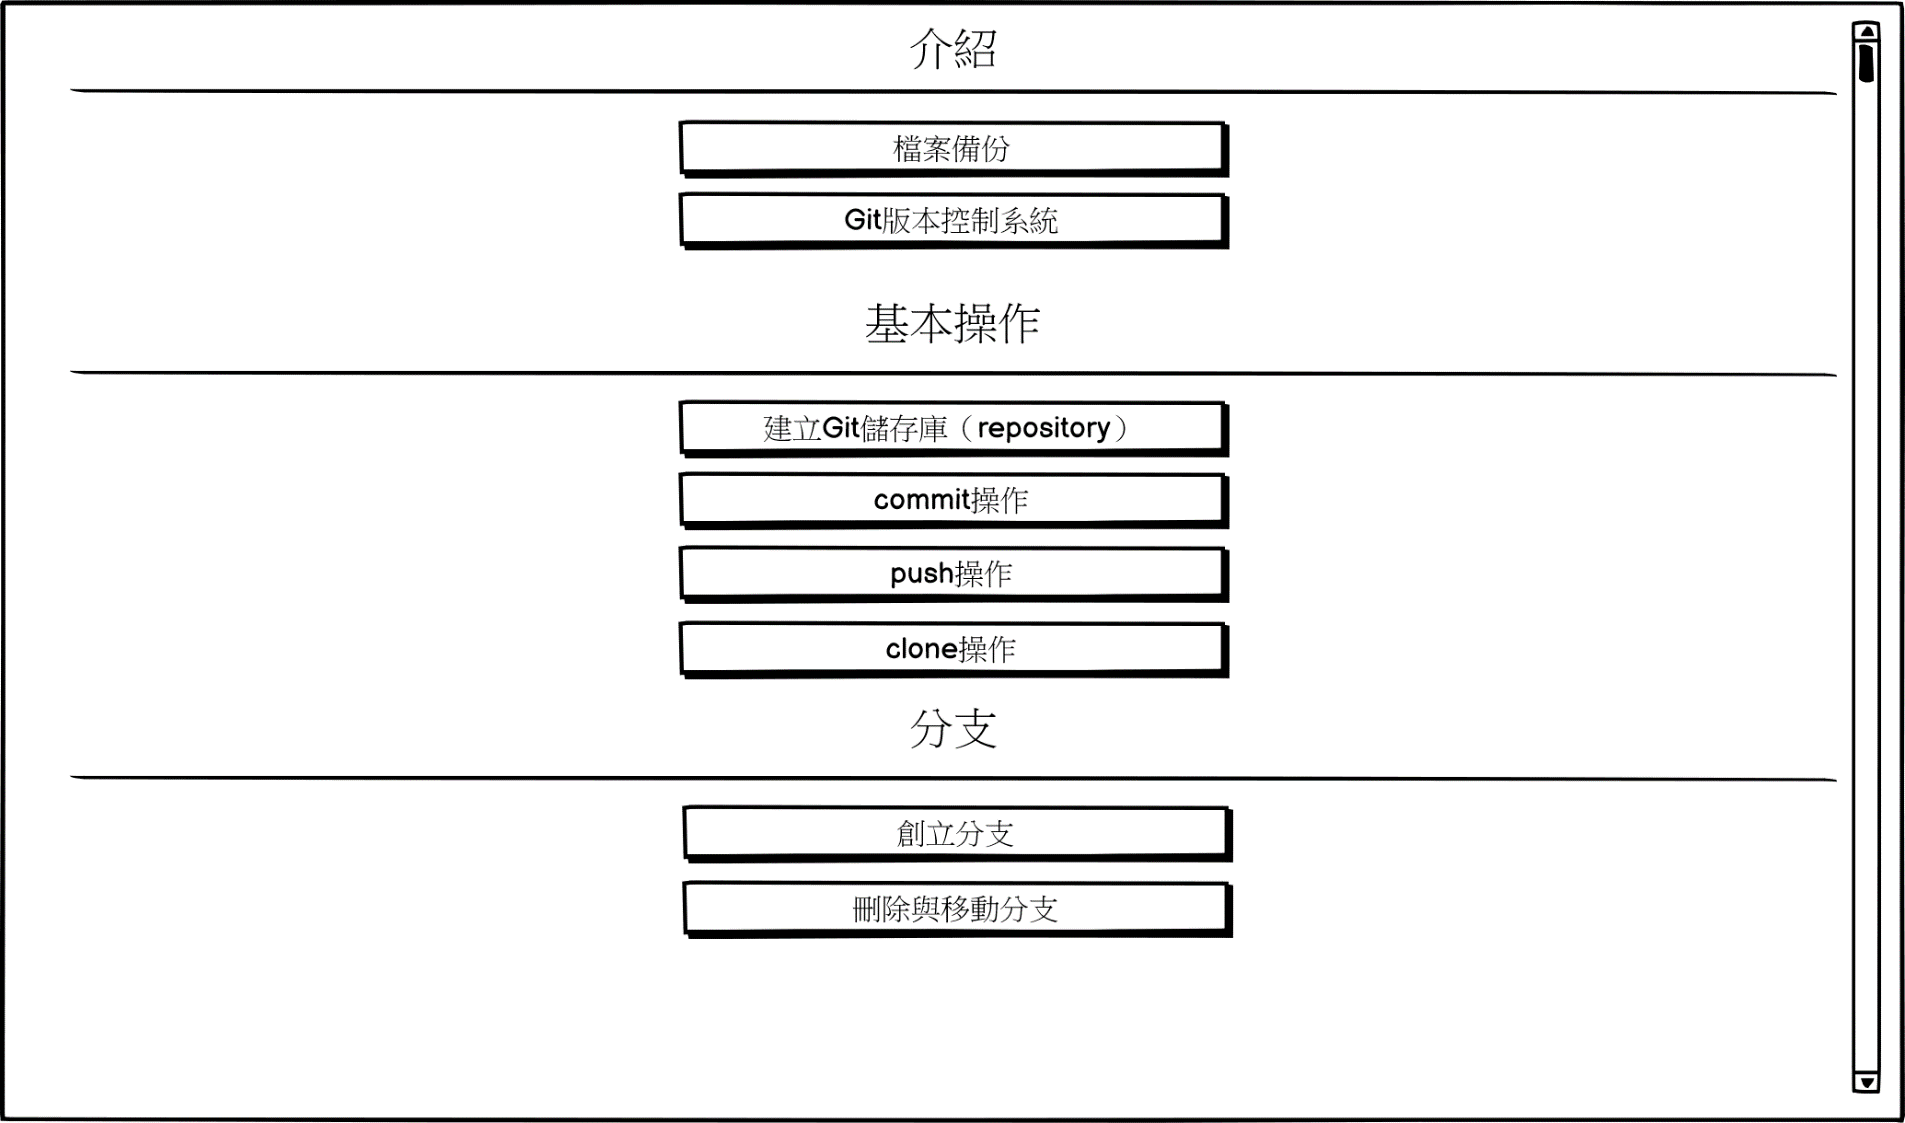 介紹
檔案備份
Git版本控制系統
基本操作
建立Git儲存庫（repository）
commit操作
push操作
clone操作
分支
創立分支
刪除與移動分支